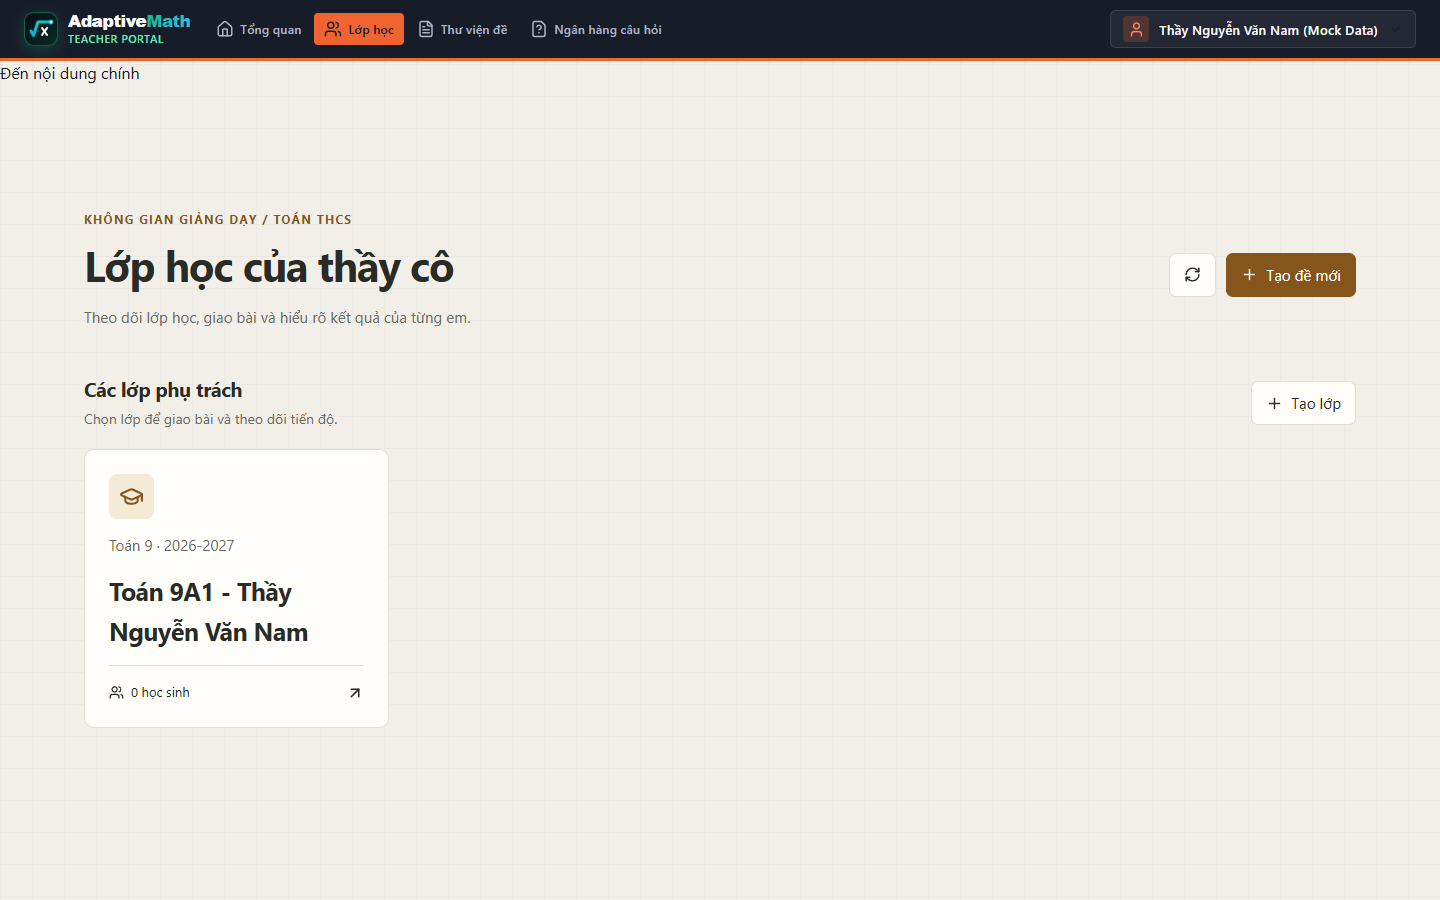 AdaptiveMath
TEACHER PORTAL
Tổng quan
Lớp học
Thư viện đề
Ngân hàng câu hỏi
Thầy Nguyễn Văn Nam (Mock Data)
Đến nội dung chính
KHÔNG GIAN GIẢNG DẠY / TOÁN THCS
Lớp học của thầy cô
Theo dõi lớp học, giao bài và hiểu rõ kết quả của từng em.
Tạo đề mới
Các lớp phụ trách
Chọn lớp để giao bài và theo dõi tiến độ.
Tạo lớp
Toán 9 · 2026-2027
Toán 9A1 - Thầy
Nguyễn Văn Nam
0 học sinh